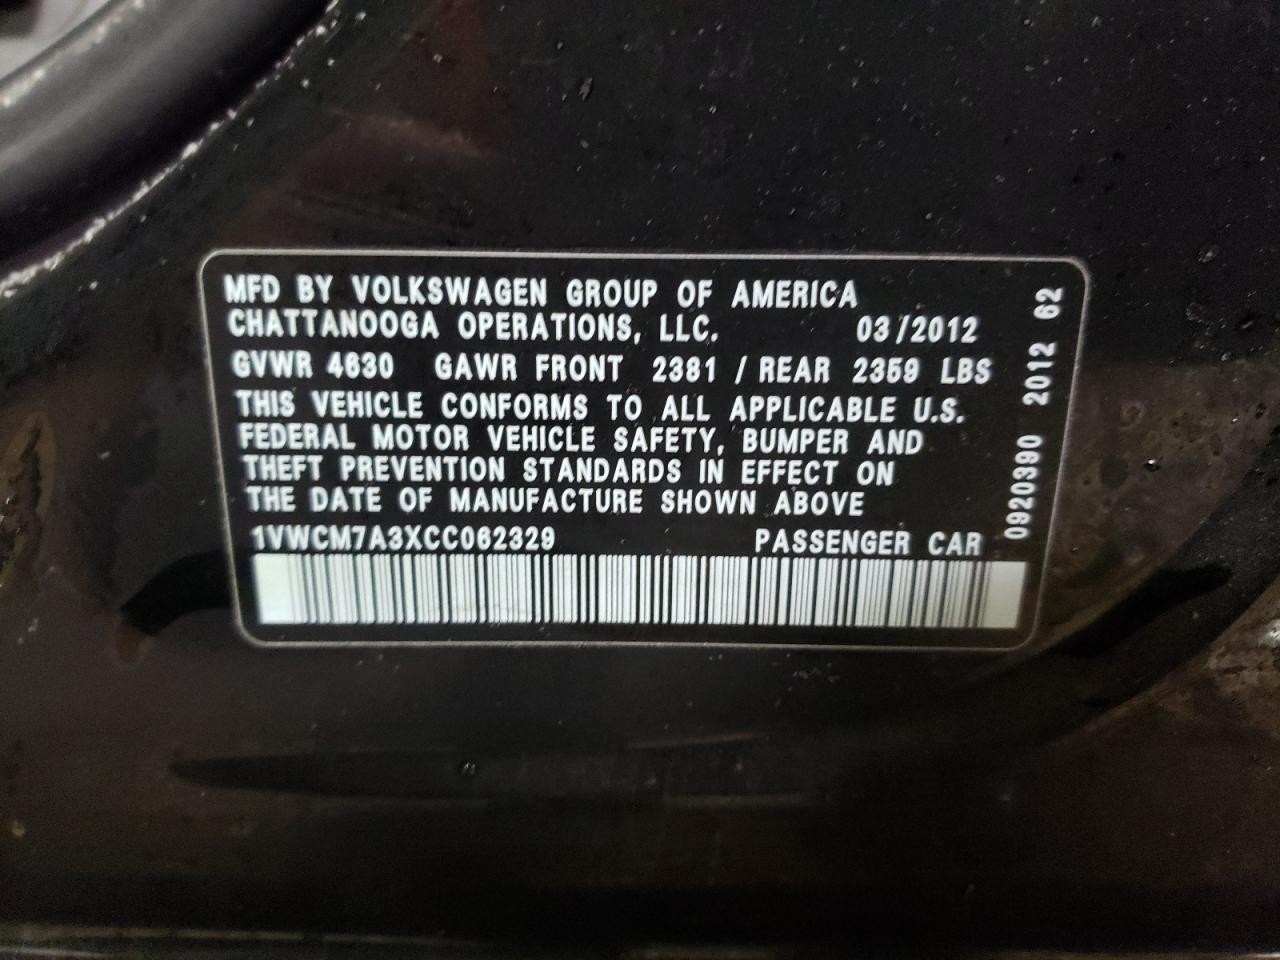 MFD BY VOLKSWAGEN GROUP OF AMERICA
CHATTANOOGA OPERATIONS, LLC. 03/2012
GVWR 4630 GAWR FRONT 2381 / REAR 2359 LBS
THIS VEHICLE CONFORMS TO ALL APPLICABLE U.S.
FEDERAL MOTOR VEHICLE SAFETY, BUMPER AND
THEFT PREVENTION STANDARDS IN EFFECT ON
THE DATE OF MANUFACTURE SHOWN ABOVE
1VWCM7A3XCC062329 PASSENGER CAR
0920390 2012 62